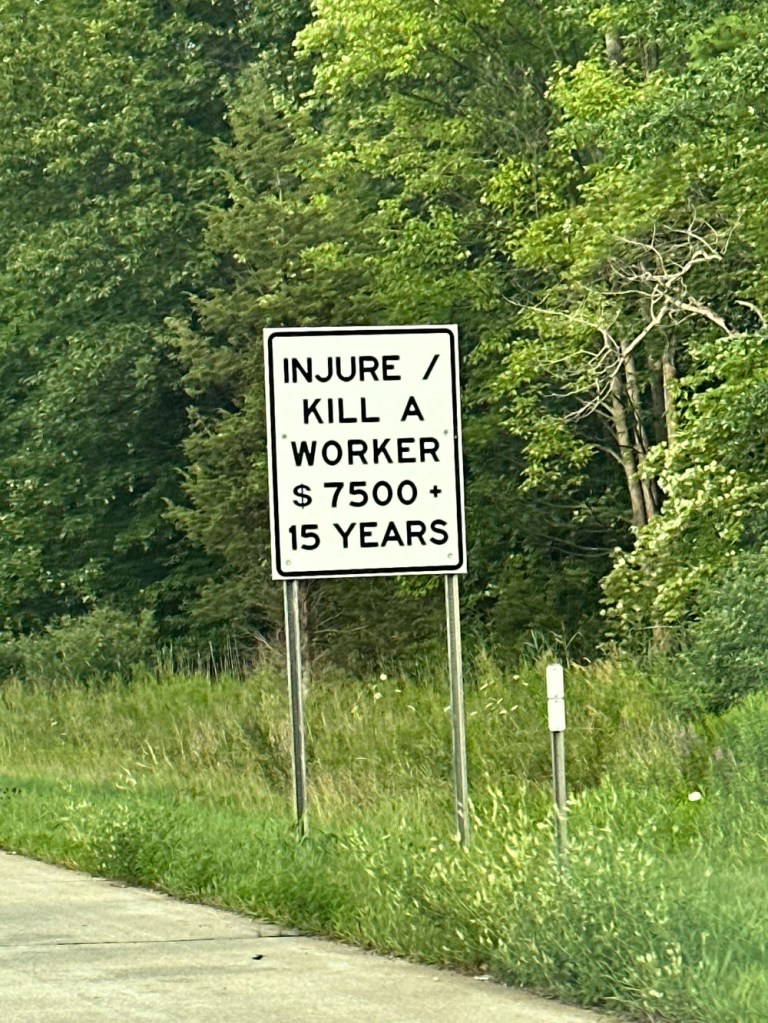 INJURE /
KILL A
WORKER
$ 7500 +
15 YEARS